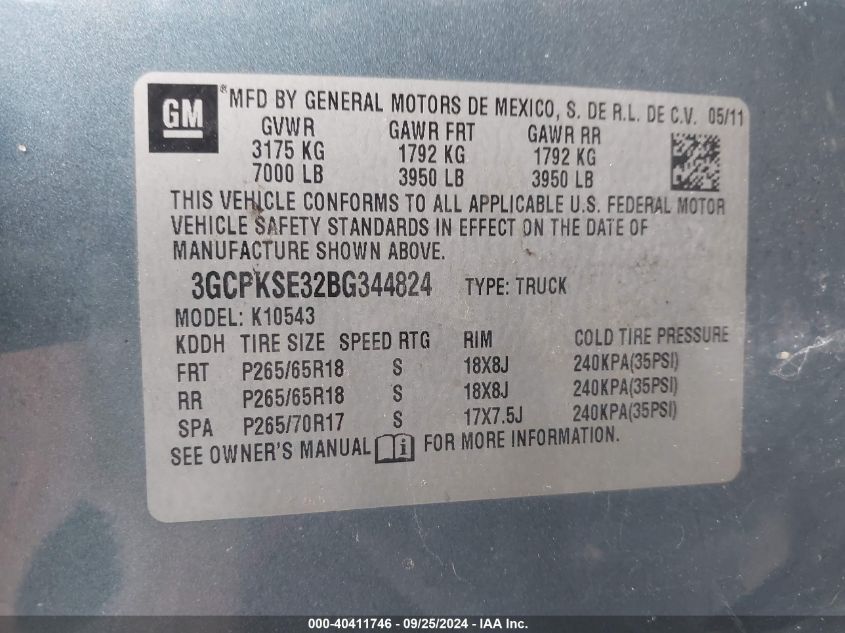 GM ® MFD BY GENERAL MOTORS DE MEXICO, S. DE R.L. DE C.V. 05/11
GVWR GAWR FRT GAWR RR
3175 KG 1792 KG 1792 KG
7000 LB 3950 LB 3950 LB
THIS VEHICLE CONFORMS TO ALL APPLICABLE U.S. FEDERAL MOTOR
VEHICLE SAFETY STANDARDS IN EFFECT ON THE DATE OF
MANUFACTURE SHOWN ABOVE.
3GCPKSE32BG344824 TYPE: TRUCK
MODEL: K10543
KDDH TIRE SIZE SPEED RTG RIM COLD TIRE PRESSURE
FRT P265/65R18 S 18X8J 240KPA(35PSI)
RR P265/65R18 S 18X8J 240KPA(35PSI)
SPA P265/70R17 S 17X7.5J 240KPA(35PSI)
SEE OWNER'S MANUAL i FOR MORE INFORMATION.
000-40411746 - 09/25/2024 - IAA, Inc.